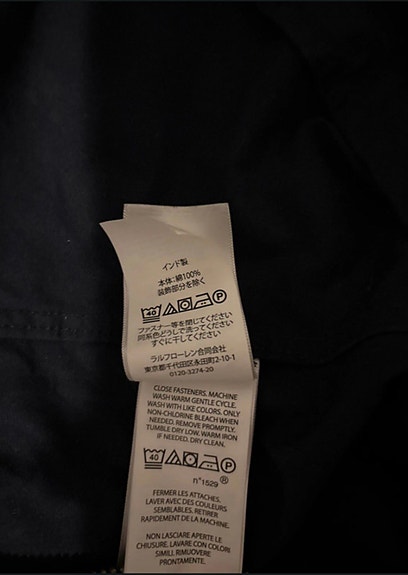 インド製
本体:綿100%
装飾部分を除く
40 P
ファスナー等を閉じてください
同系色どうしで洗ってください
すぐに干してください
ラルフローレン合同会社
東京都千代田区永田町2-10-1
0120-3274-20
CLOSE FASTENERS. MACHINE
WASH WARM GENTLE CYCLE.
WASH WITH LIKE COLORS. ONLY
NON-CHLORINE BLEACH WHEN
NEEDED. REMOVE PROMPTLY.
TUMBLE DRY LOW. WARM IRON
IF NEEDED. DRY CLEAN.
40 P
n°1529 ®
FERMER LES ATTACHES.
LAVER AVEC DES COULEURS
SEMBLABLES. RETIRER
RAPIDEMENT DE LA MACHINE.
NON LASCIARE APERTE LE
CHIUSURE. LAVARE CON COLORI
SIMILI. RIMUOVERE
PRONTAMENTE.